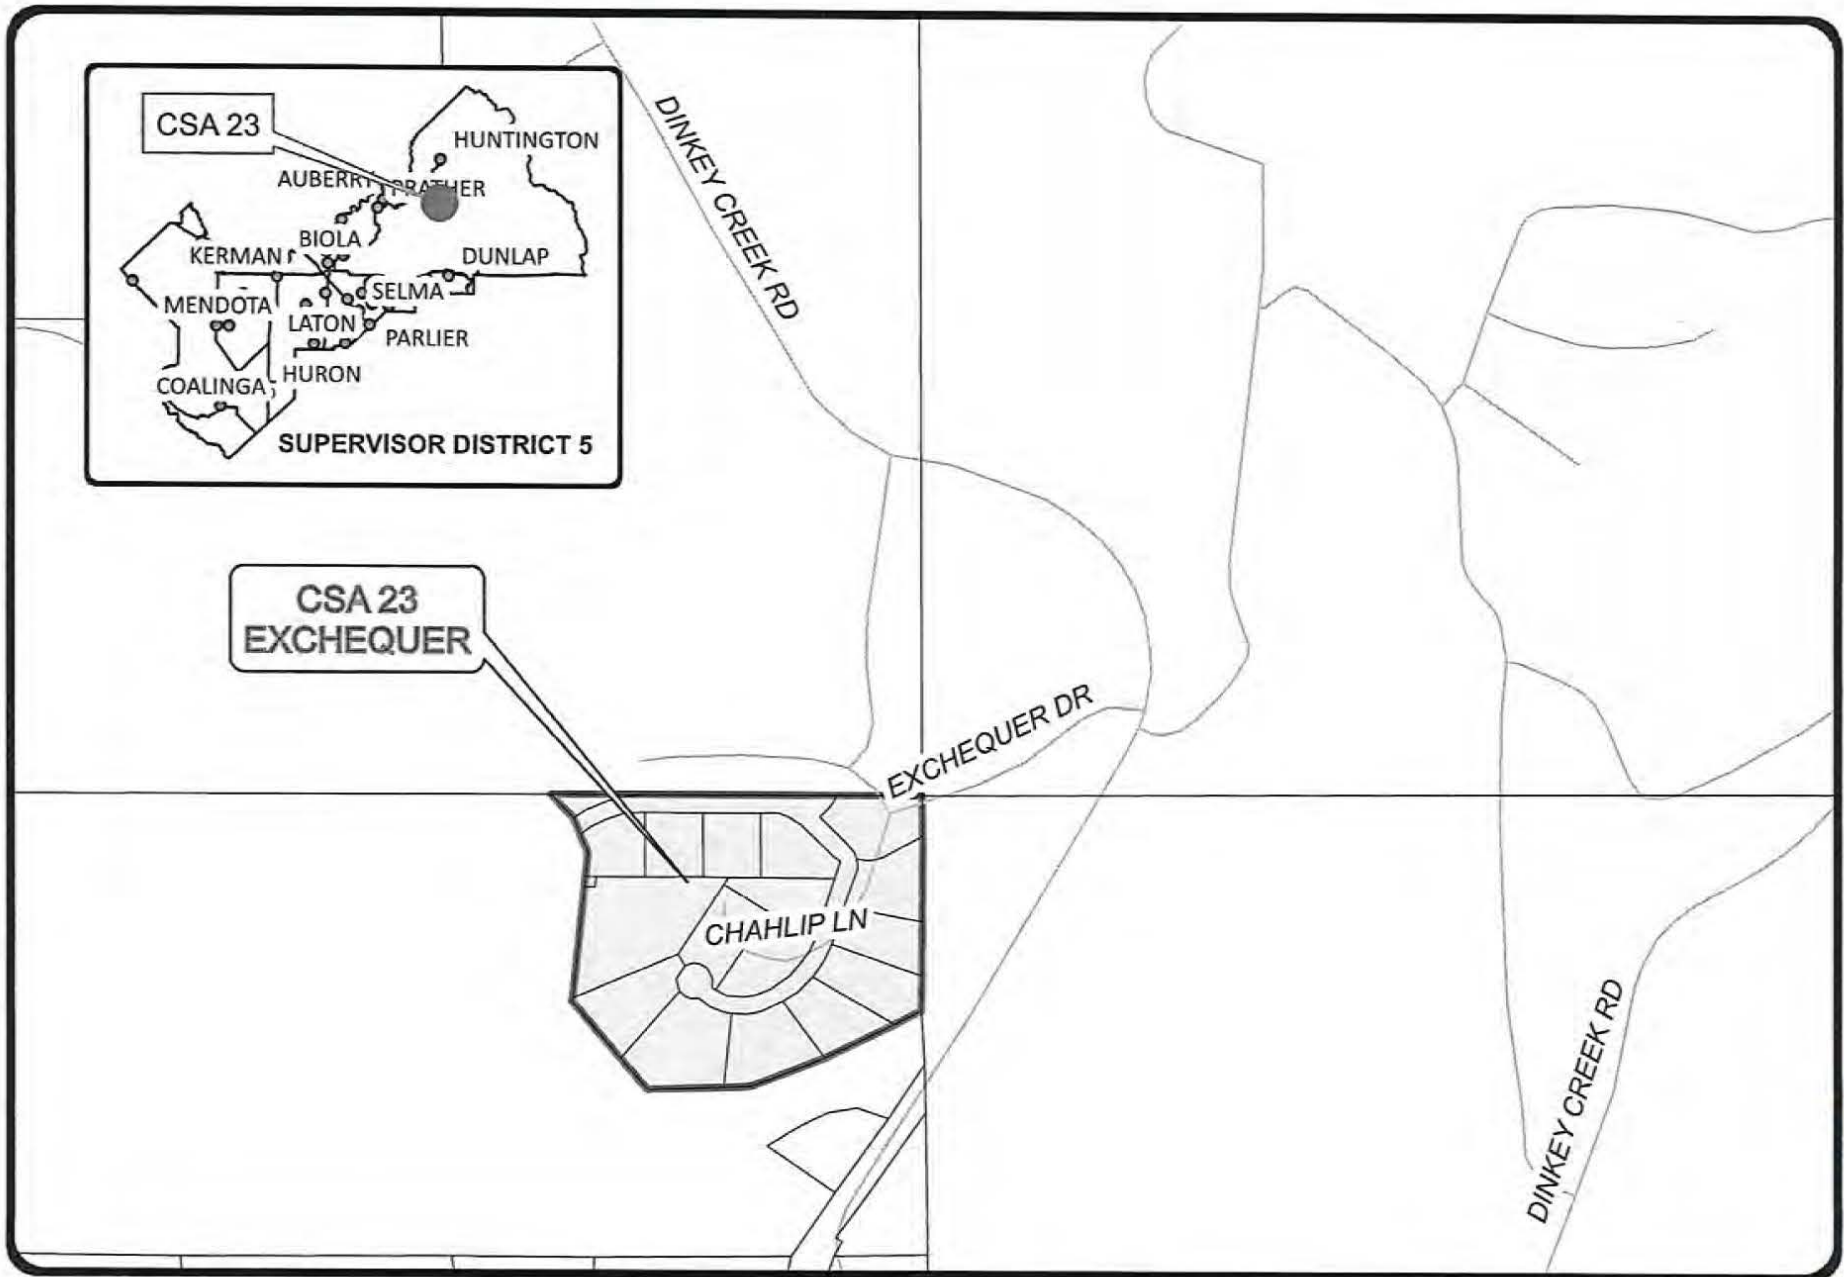 CSA 23
HUNTINGTON
AUBERRY
PRATHER
BIOLA
KERMAN
DUNLAP
MENDOTA
SELMA
LATON
PARLIER
COALINGA
HURON
SUPERVISOR DISTRICT 5
DINKEY CREEK RD
CSA 23
EXCHEQUER
EXCHEQUER DR
CHAHLIP LN
DINKEY CREEK RD